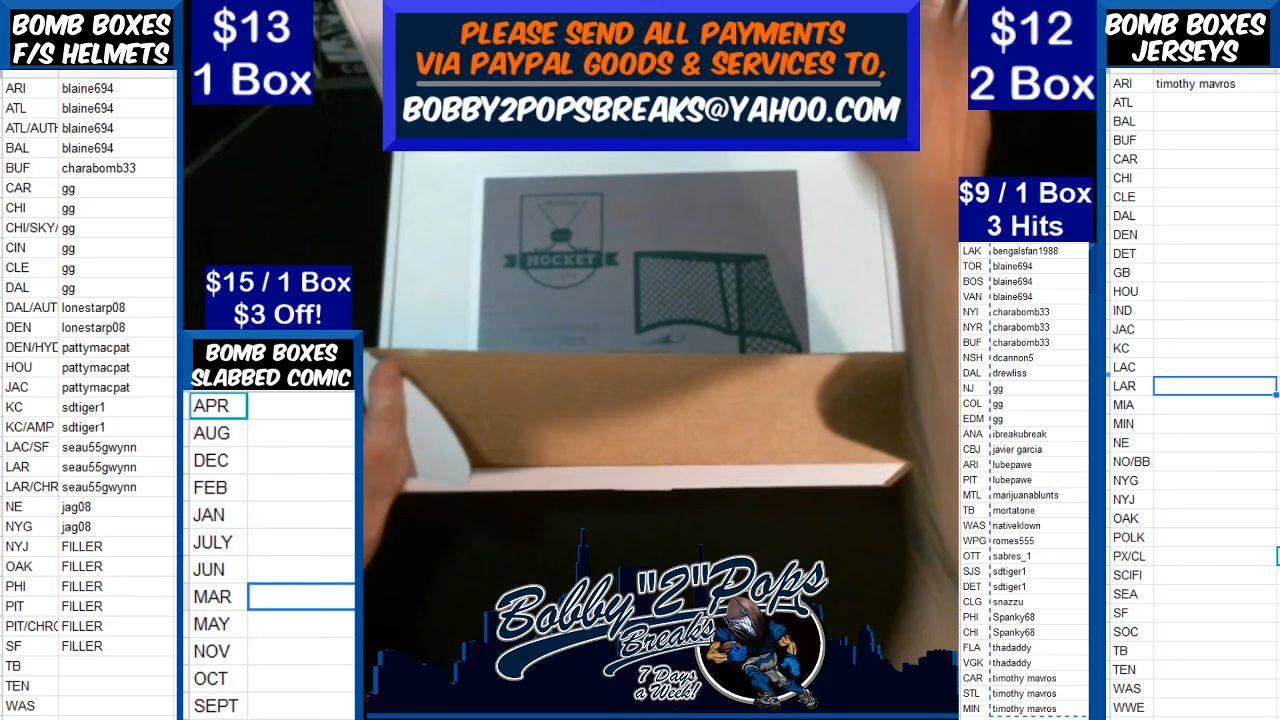 BOMB BOXES
F/S HELMETS
ARI blaine694
ATL blaine694
ATL/AUTH blaine694
BAL blaine694
BUF charabomb33
CAR gg
CHI gg
CHI/SKY/ gg
CIN gg
CLE gg
DAL gg
DAL/AUT lonestarp08
DEN lonestarp08
DEN/HYD pattymacpat
HOU pattymacpat
JAC pattymacpat
KC sdtiger1
KC/AMP sdtiger1
LAC/SF seau55gwynn
LAR seau55gwynn
LAR/CHR seau55gwynn
NE jag08
NYG jag08
NYJ FILLER
OAK FILLER
PHI FILLER
PIT FILLER
PIT/CHRO FILLER
SF FILLER
TB
TEN
WAS
$13
1 Box
$15 / 1 Box
$3 Off!
BOMB BOXES
SLABBED COMIC
APR
AUG
DEC
FEB
JAN
JULY
JUN
MAR
MAY
NOV
OCT
SEPT
PLEASE SEND ALL PAYMENTS
VIA PAYPAL GOODS & SERVICES TO,
BOBBY2POPSBREAKS@YAHOO.COM
HOCKEY
Bobby "2" Pops
Breaks
7 Days
a Week!
$12
2 Box
$9 / 1 Box
3 Hits
LAK bengalsfan1988
TOR blaine694
BOS blaine694
VAN blaine694
NYI charabomb33
NYR charabomb33
BUF charabomb33
NSH dcannon5
DAL drewliss
NJ gg
COL gg
EDM gg
ANA ibreakubreak
CBJ javier garcia
ARI lubepawe
PIT lubepawe
MTL marijuanablunts
TB mortatone
WAS nativeklown
WPG romes555
OTT sabres_1
SJS sdtiger1
DET sdtiger1
CLG snazzu
PHI Spanky68
CHI Spanky68
FLA thadaddy
VGK thadaddy
CAR timothy mavros
STL timothy mavros
MIN timothy mavros
BOMB BOXES
JERSEYS
ARI timothy mavros
ATL
BAL
BUF
CAR
CHI
CLE
DAL
DEN
DET
GB
HOU
IND
JAC
KC
LAC
LAR
MIA
MIN
NE
NO/BB
NYG
NYJ
OAK
POLK
PX/CL
SCIFI
SEA
SF
SOC
TB
TEN
WAS
WWE